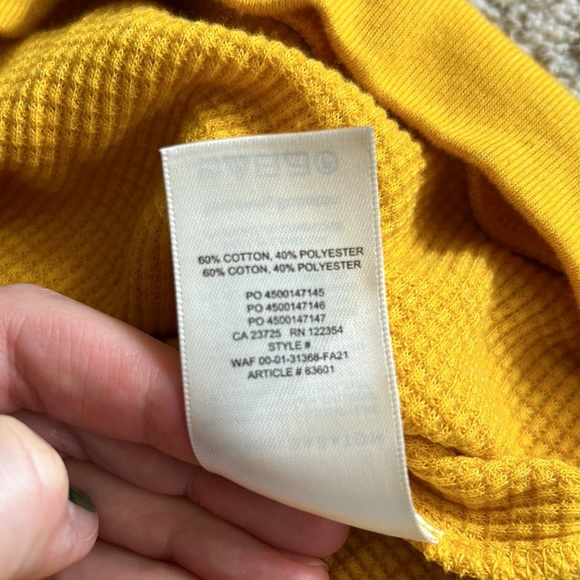 60% COTTON, 40% POLYESTER
60% COTON, 40% POLYESTER
PO 4500147145
PO 4500147146
PO 4500147147
CA 23725 RN 122354
STYLE #
WAF 00-01-31368-FA21
ARTICLE # 83601